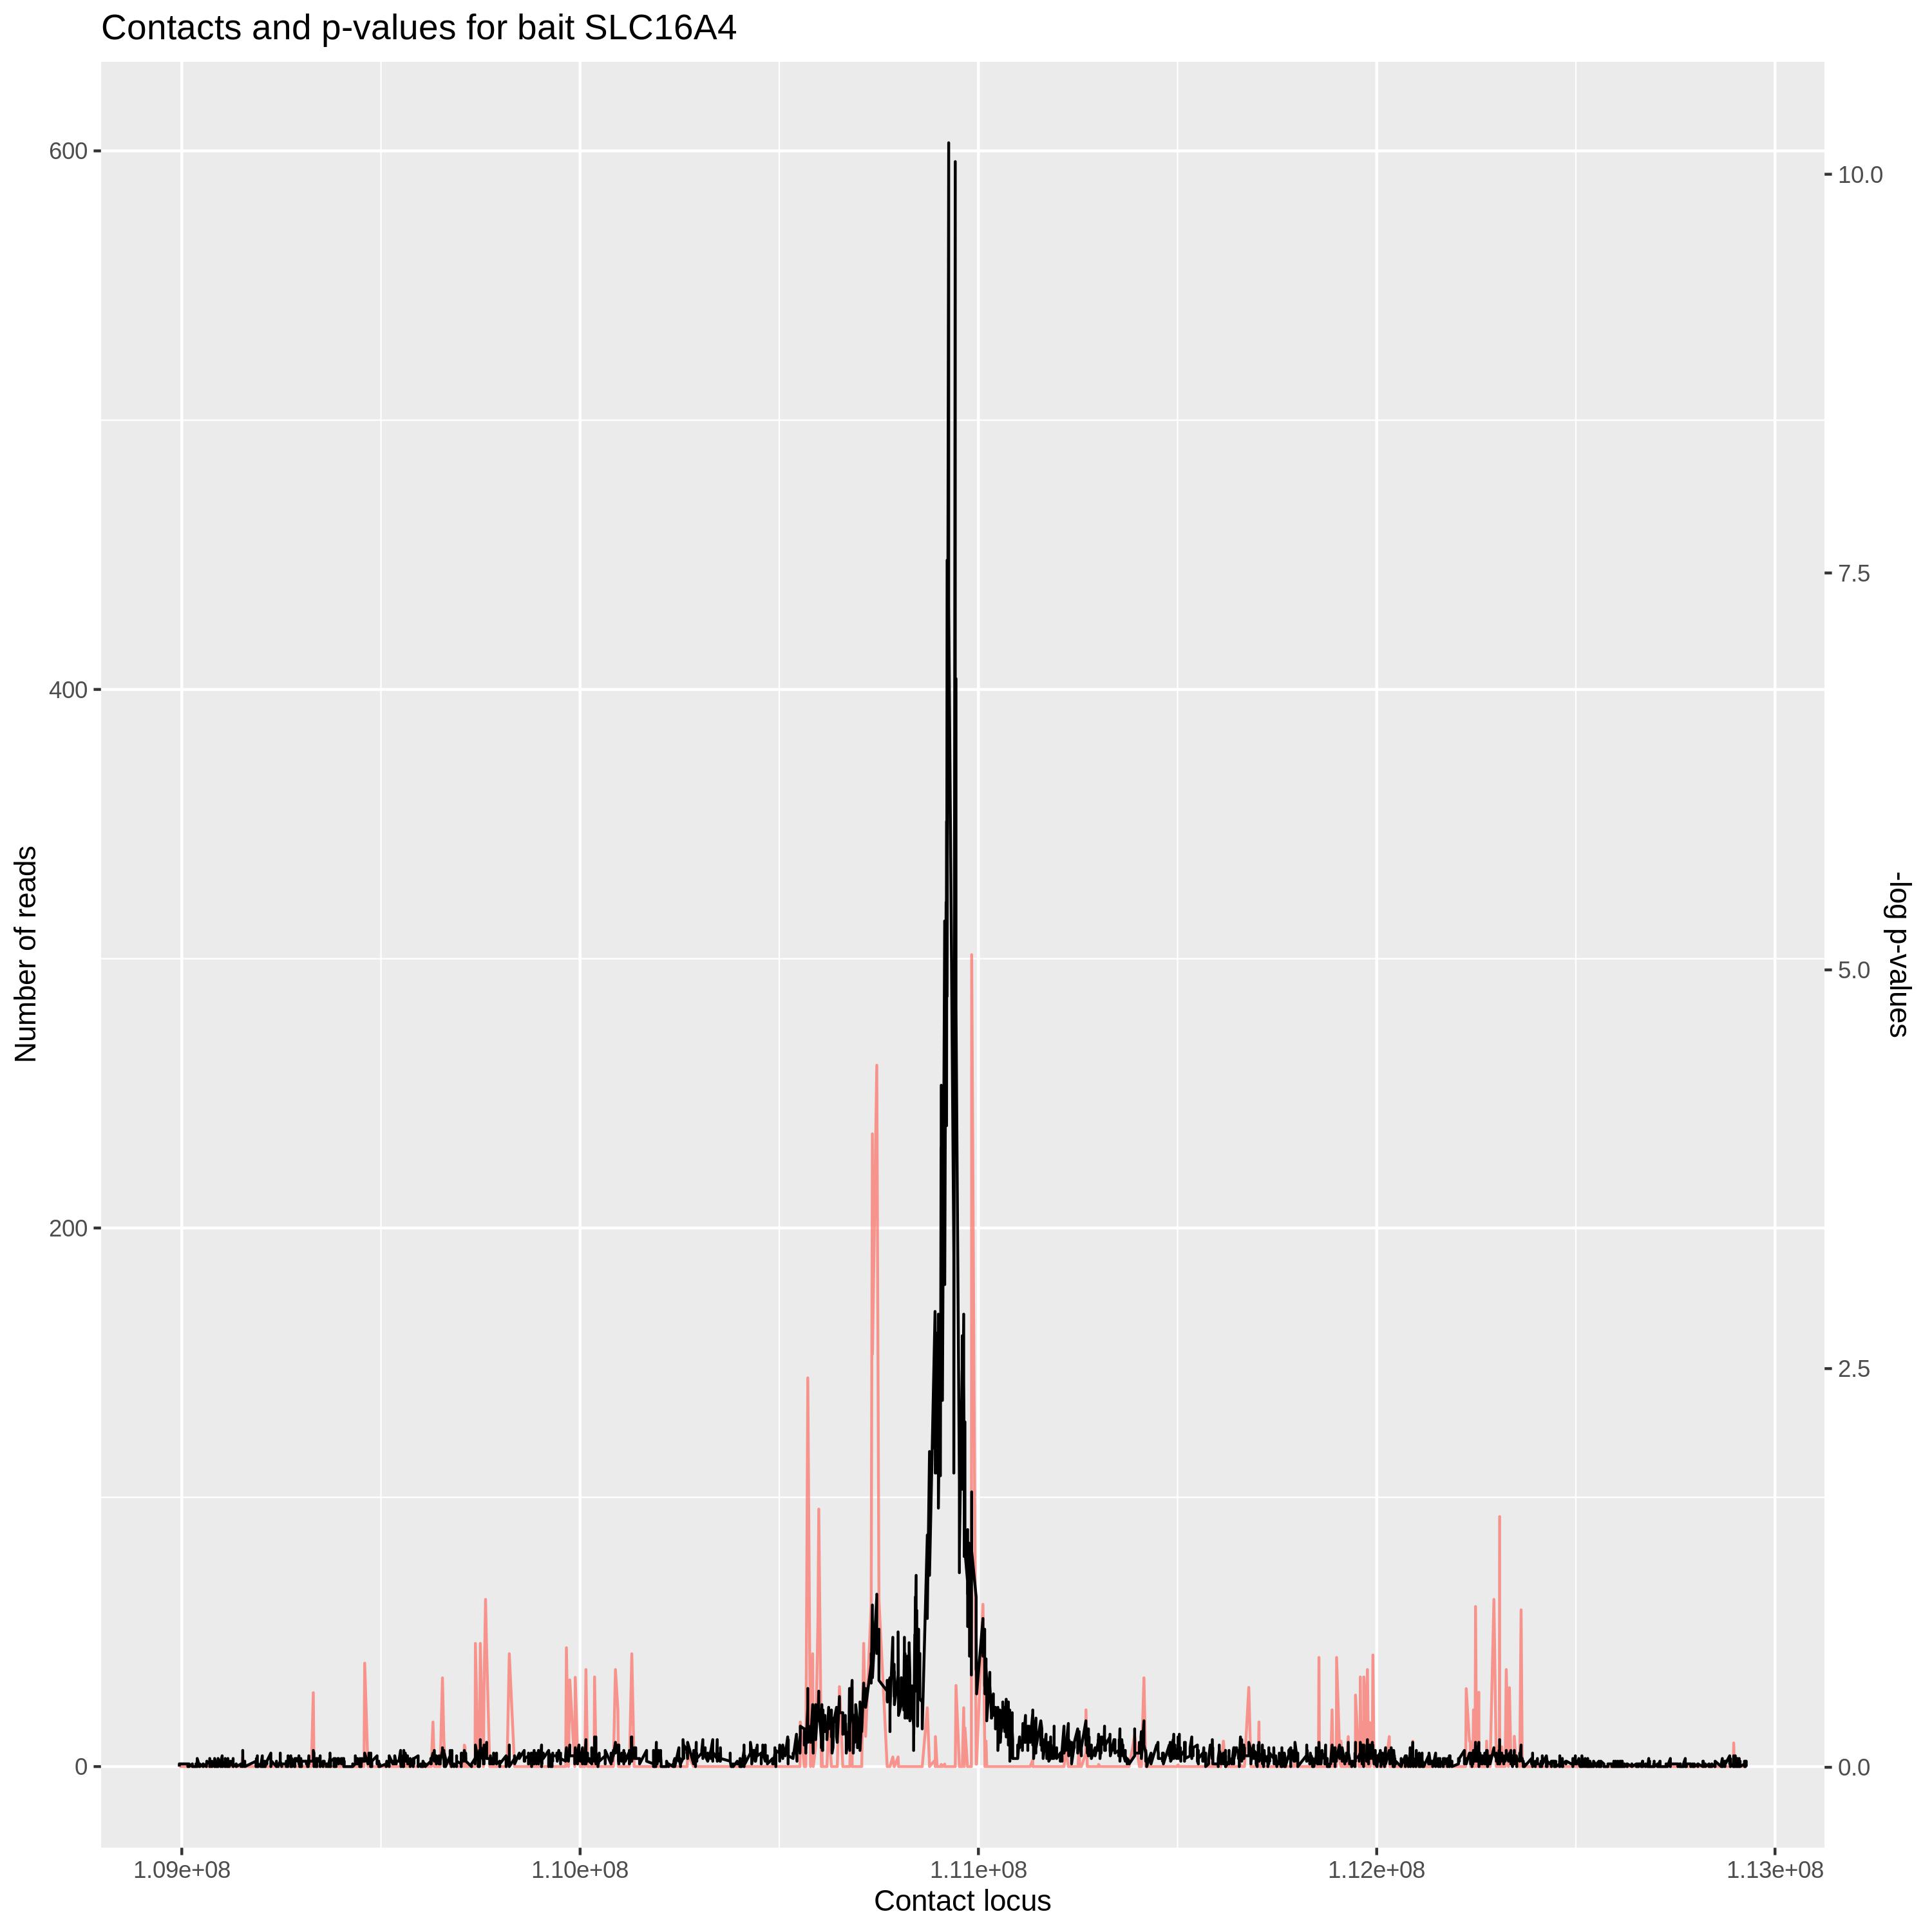 Contacts and p-values for bait SLC16A4
600
400
200
0
Number of reads
10.0
7.5
5.0
2.5
0.0
-log p-values
1.09e+08 1.10e+08 1.11e+08 1.12e+08 1.13e+08
Contact locus